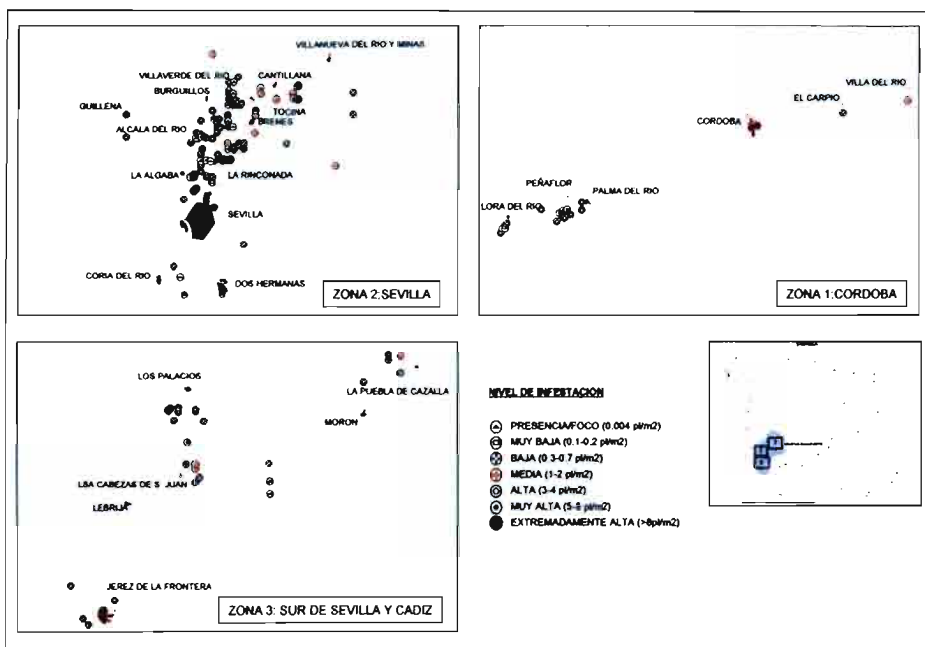 VILLANUEVA DEL RIO Y MINAS
VILLAVERDE DEL RIO
CANTILLANA
BURGUILLOS
GUILLENA
TOCINA
BRENES
ALCALA DEL RIO
LA ALGABA
LA RINCONADA
SEVILLA
CORIA DEL RIO
DOS HERMANAS
ZONA 2:SEVILLA
VILLA DEL RIO
EL CARPIO
CORDOBA
PEÑAFLOR
PALMA DEL RIO
LORA DEL RIO
ZONA 1:CORDOBA
LOS PALACIOS
LA PUEBLA DE CAZALLA
MORON
LSA CABEZAS DE S. JUAN
LEBRIJA
JEREZ DE LA FRONTERA
ZONA 3: SUR DE SEVILLA Y CADIZ
NIVEL DE INFESTACIÓN
PRESENCIA/FOCO (0.004 pl/m2)
MUY BAJA (0.1-0.2 pl/m2)
BAJA (0.3-0.7 pl/m2)
MEDIA (1-2 pl/m2)
ALTA (3-4 pl/m2)
MUY ALTA (5-8 pl/m2)
EXTREMADAMENTE ALTA (>8pl/m2)